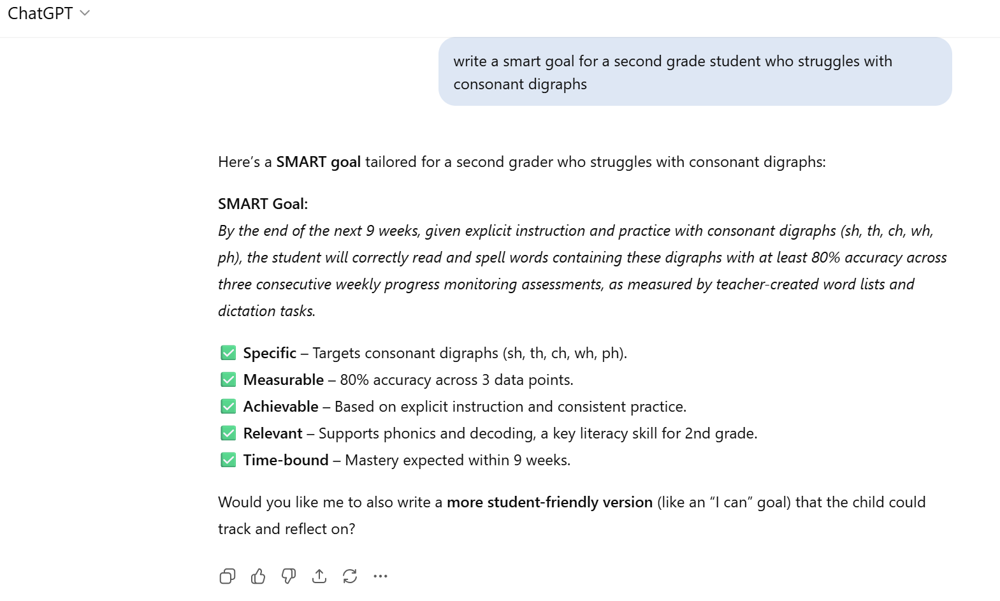 ChatGPT
write a smart goal for a second grade student who struggles with
consonant digraphs
Here’s a SMART goal tailored for a second grader who struggles with consonant digraphs:
SMART Goal:
By the end of the next 9 weeks, given explicit instruction and practice with consonant digraphs (sh, th, ch, wh,
ph), the student will correctly read and spell words containing these digraphs with at least 80% accuracy across
three consecutive weekly progress monitoring assessments, as measured by teacher-created word lists and
dictation tasks.
✅ Specific – Targets consonant digraphs (sh, th, ch, wh, ph).
✅ Measurable – 80% accuracy across 3 data points.
✅ Achievable – Based on explicit instruction and consistent practice.
✅ Relevant – Supports phonics and decoding, a key literacy skill for 2nd grade.
✅ Time-bound – Mastery expected within 9 weeks.
Would you like me to also write a more student-friendly version (like an “I can” goal) that the child could
track and reflect on?